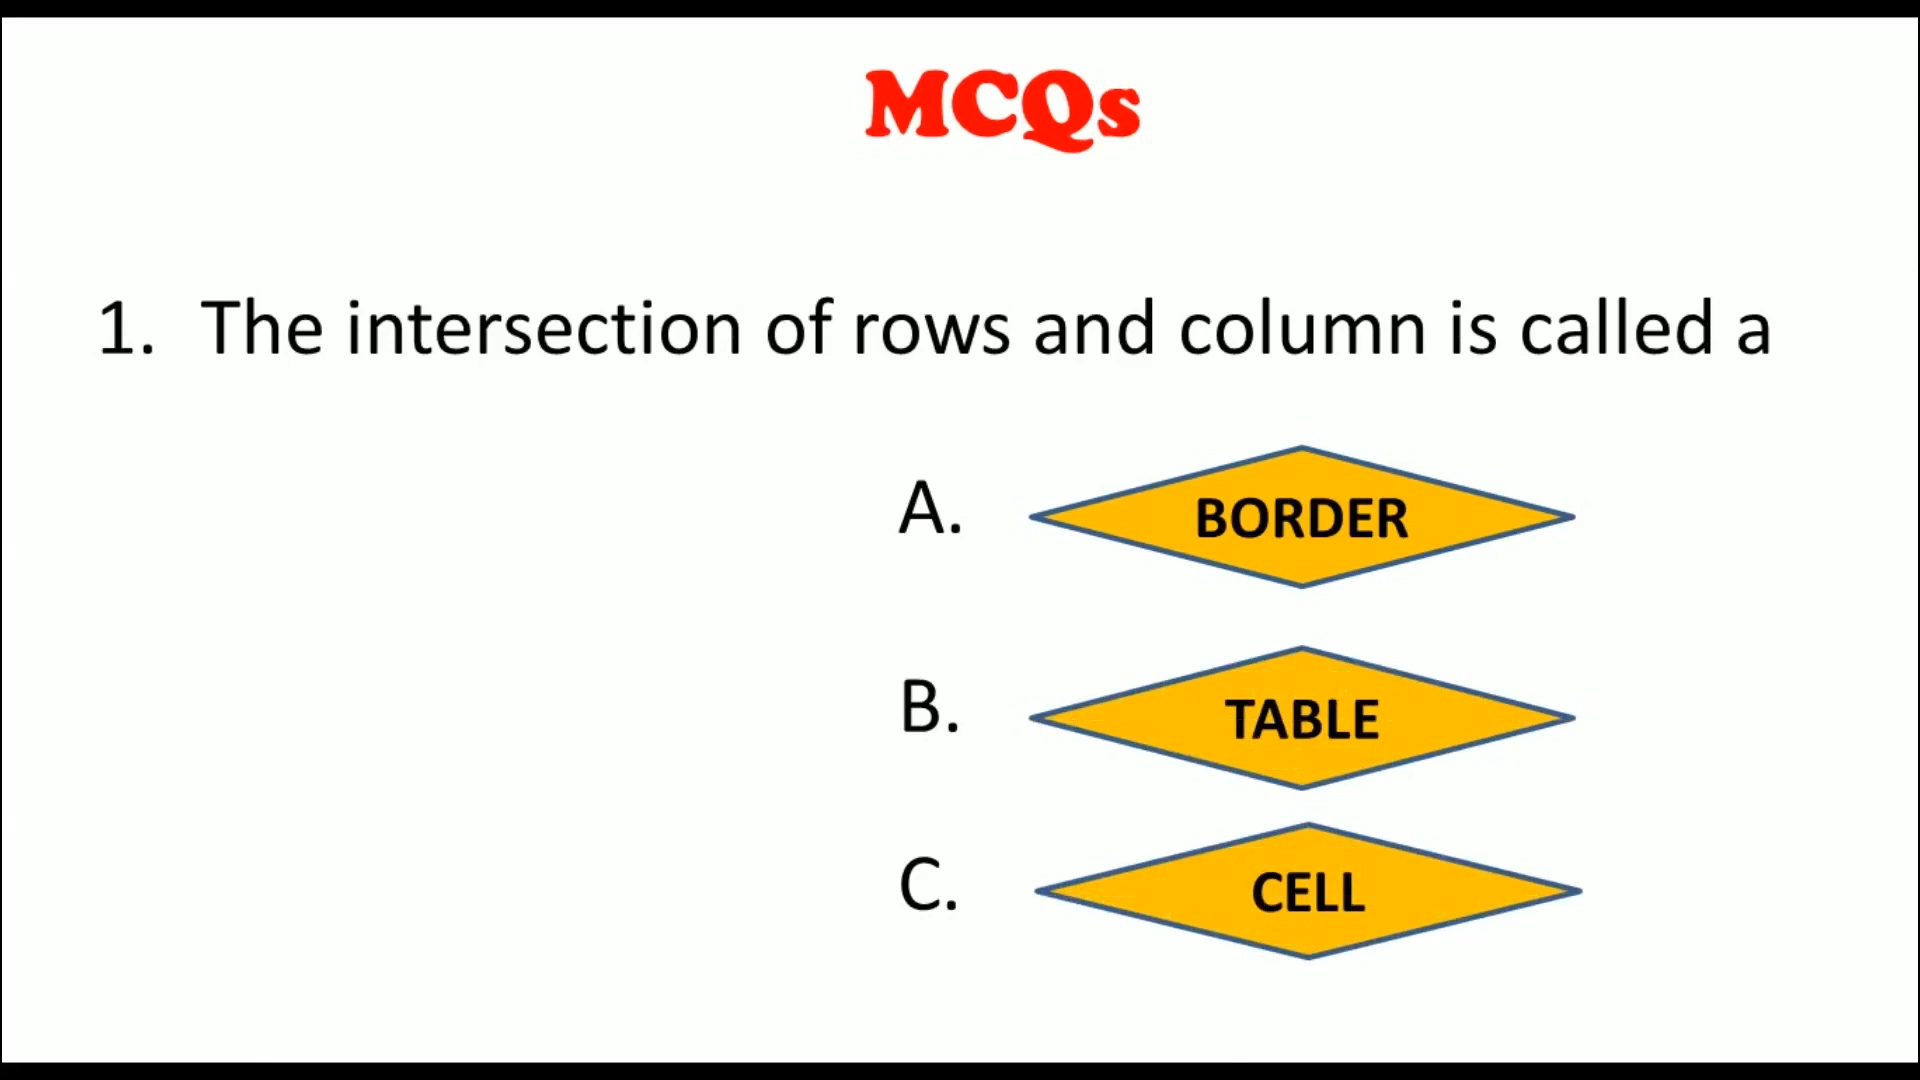 MCQs
1. The intersection of rows and column is called a
A. BORDER
B. TABLE
C. CELL